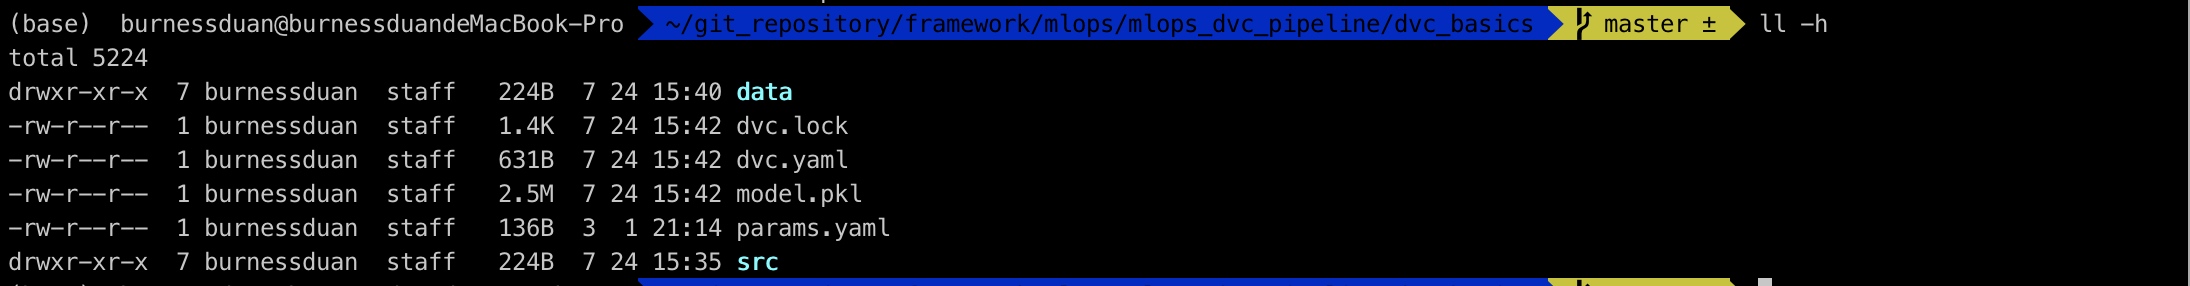 (base)  burnessduan@burnessduandeMacBook-Pro  ~/git_repository/framework/mlops/mlops_dvc_pipeline/dvc_basics  master ±  ll -h
total 5224
drwxr-xr-x  7 burnessduan  staff   224B  7 24 15:40 data
-rw-r--r--  1 burnessduan  staff   1.4K  7 24 15:42 dvc.lock
-rw-r--r--  1 burnessduan  staff   631B  7 24 15:42 dvc.yaml
-rw-r--r--  1 burnessduan  staff   2.5M  7 24 15:42 model.pkl
-rw-r--r--  1 burnessduan  staff   136B  3  1 21:14 params.yaml
drwxr-xr-x  7 burnessduan  staff   224B  7 24 15:35 src